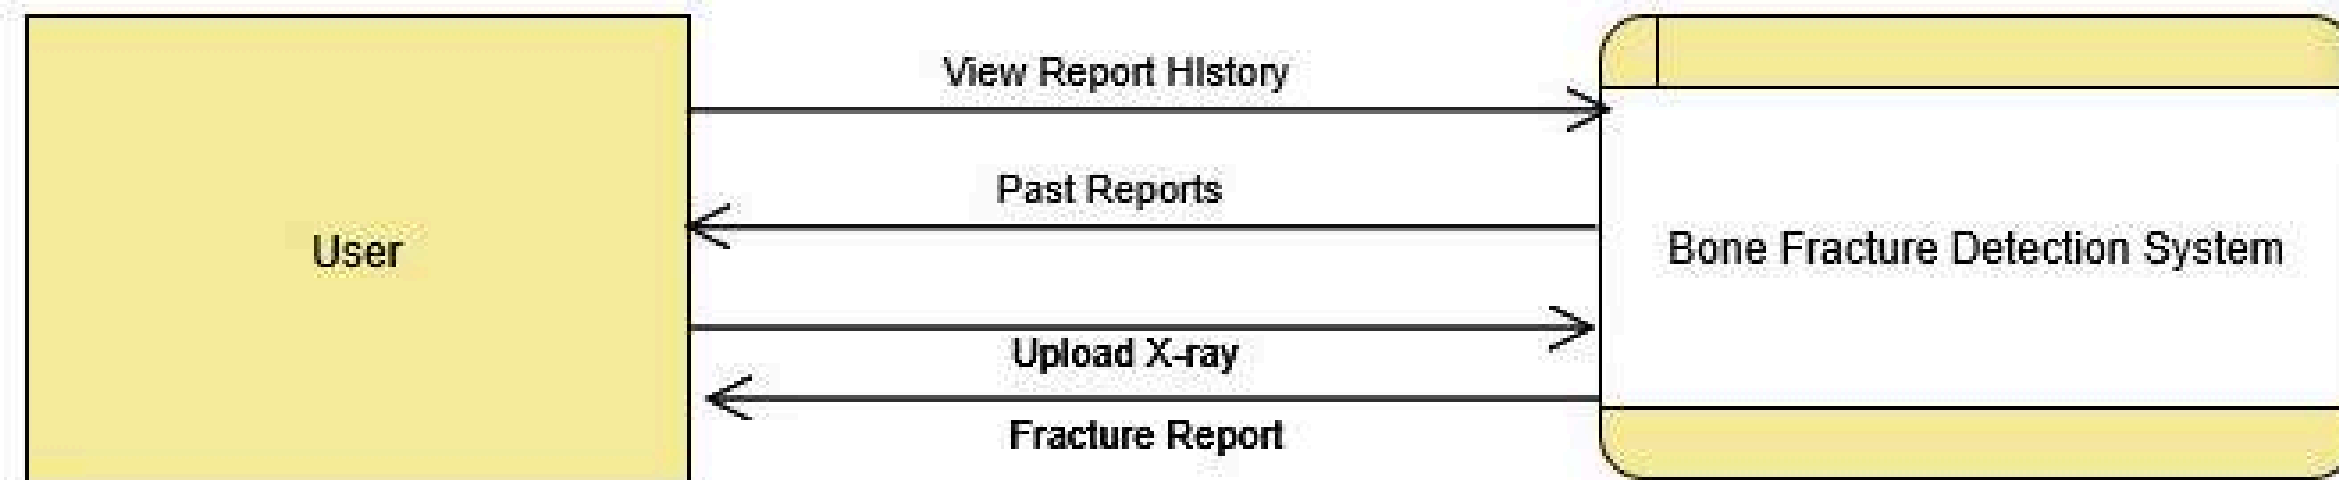 View Report HIstory
Past Reports
User
Bone Fracture Detection System
Upload X-ray
Fracture Report